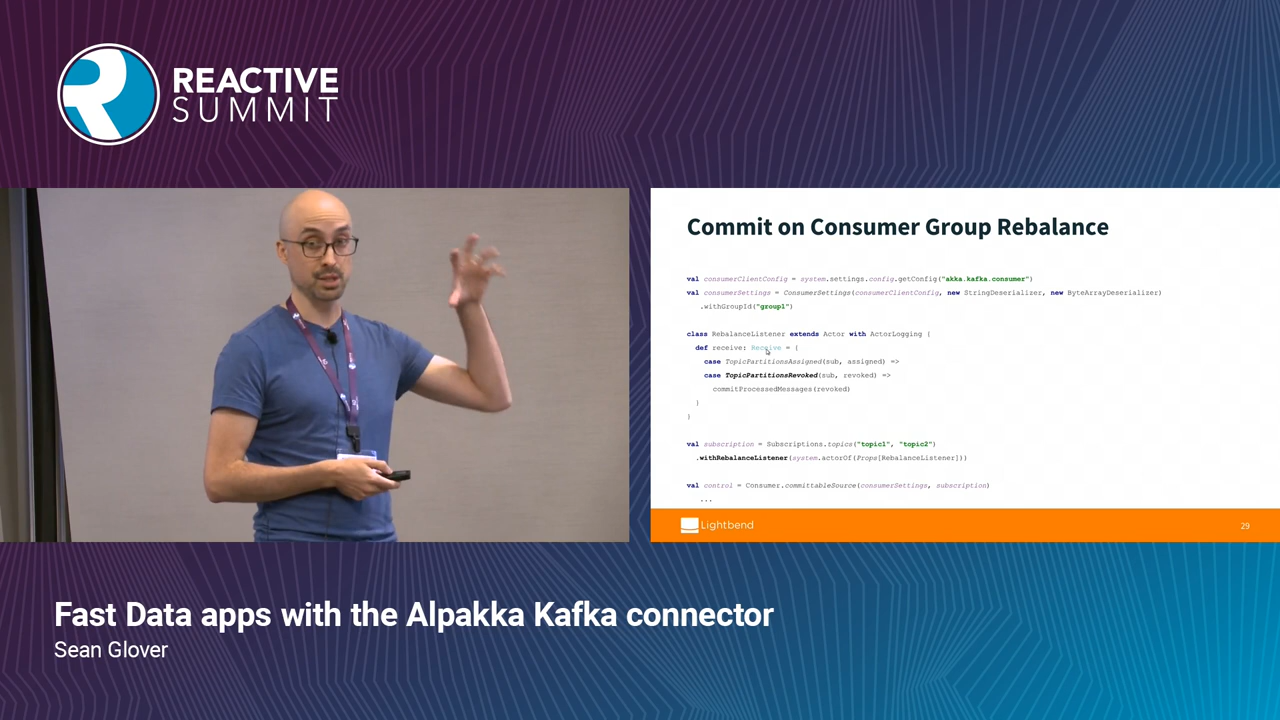 REACTIVE
SUMMIT
Commit on Consumer Group Rebalance
val consumerClientConfig = system.settings.config.getConfig("akka.kafka.consumer")
val consumerSettings = ConsumerSettings(consumerClientConfig, new StringDeserializer, new ByteArrayDeserializer)
.withGroupId("group1")
class RebalanceListener extends Actor with ActorLogging {
def receive: Receive = {
case TopicPartitionsAssigned(sub, assigned) =>
case TopicPartitionsRevoked(sub, revoked) =>
commitProcessedMessages(revoked)
}
}
val subscription = Subscriptions.topics("topic1", "topic2")
.withRebalanceListener(system.actorOf(Props[RebalanceListener]))
val control = Consumer.committableSource(consumerSettings, subscription)
...
Lightbend
29
Fast Data apps with the Alpakka Kafka connector
Sean Glover